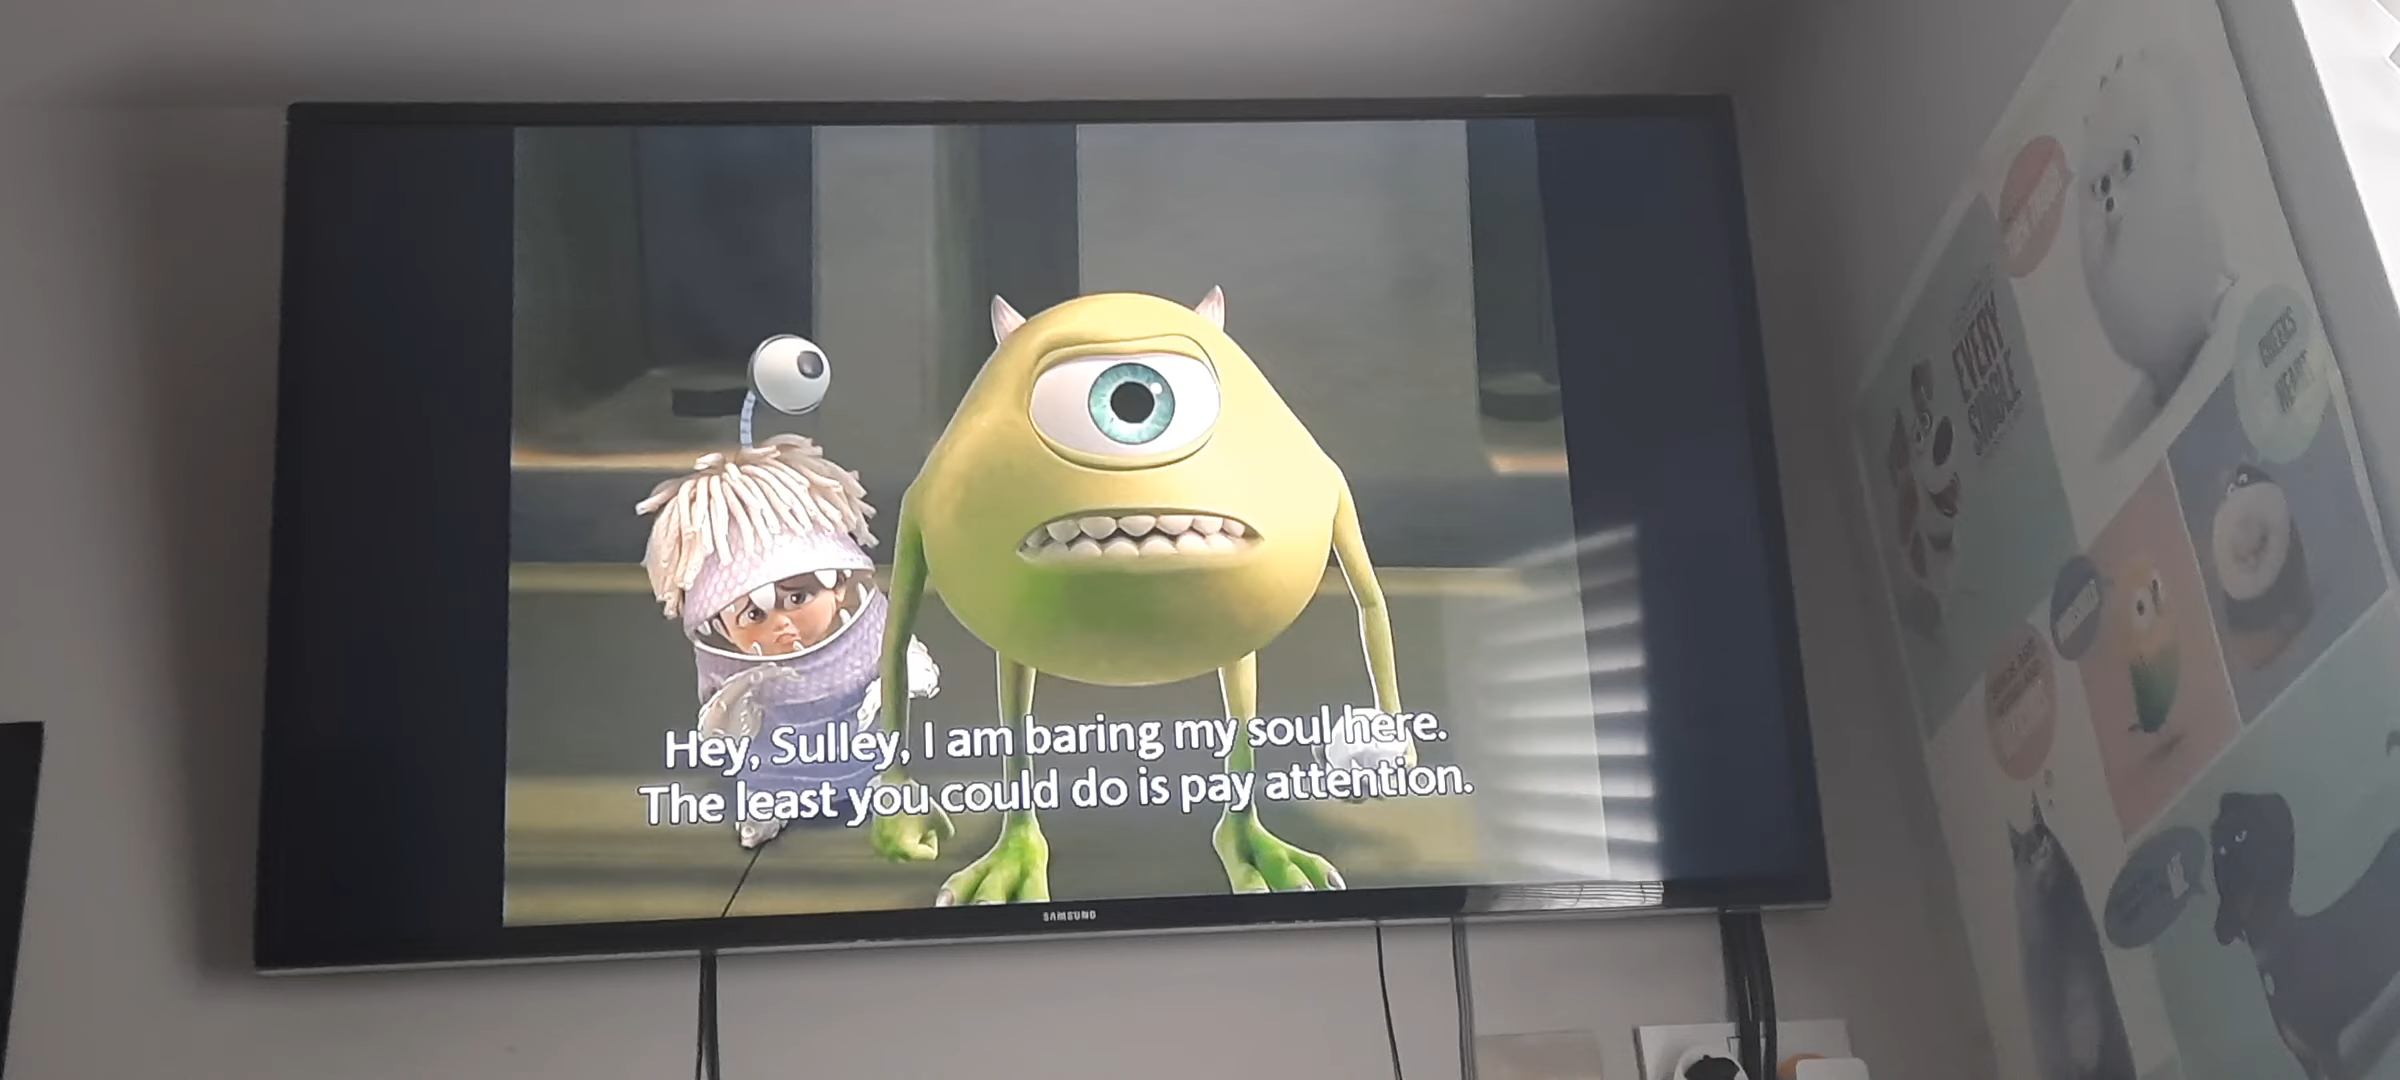 Hey, Sulley, I am baring my soul here.
The least you could do is pay attention.
SAMSUNG
EVERY
SINGLE